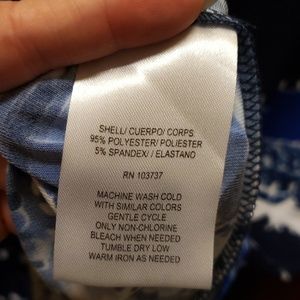 SHELL/ CUERPO/ CORPS
95% POLYESTER/ POLIESTER
5% SPANDEX/ ELASTANO
RN 103737
MACHINE WASH COLD
WITH SIMILAR COLORS
GENTLE CYCLE
ONLY NON-CHLORINE
BLEACH WHEN NEEDED
TUMBLE DRY LOW
WARM IRON AS NEEDED